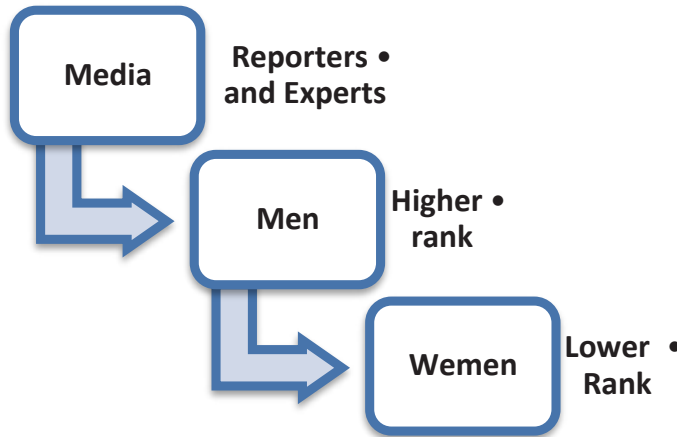 Media
Reporters •
and Experts
Men
Higher •
rank
Wemen
Lower •
Rank